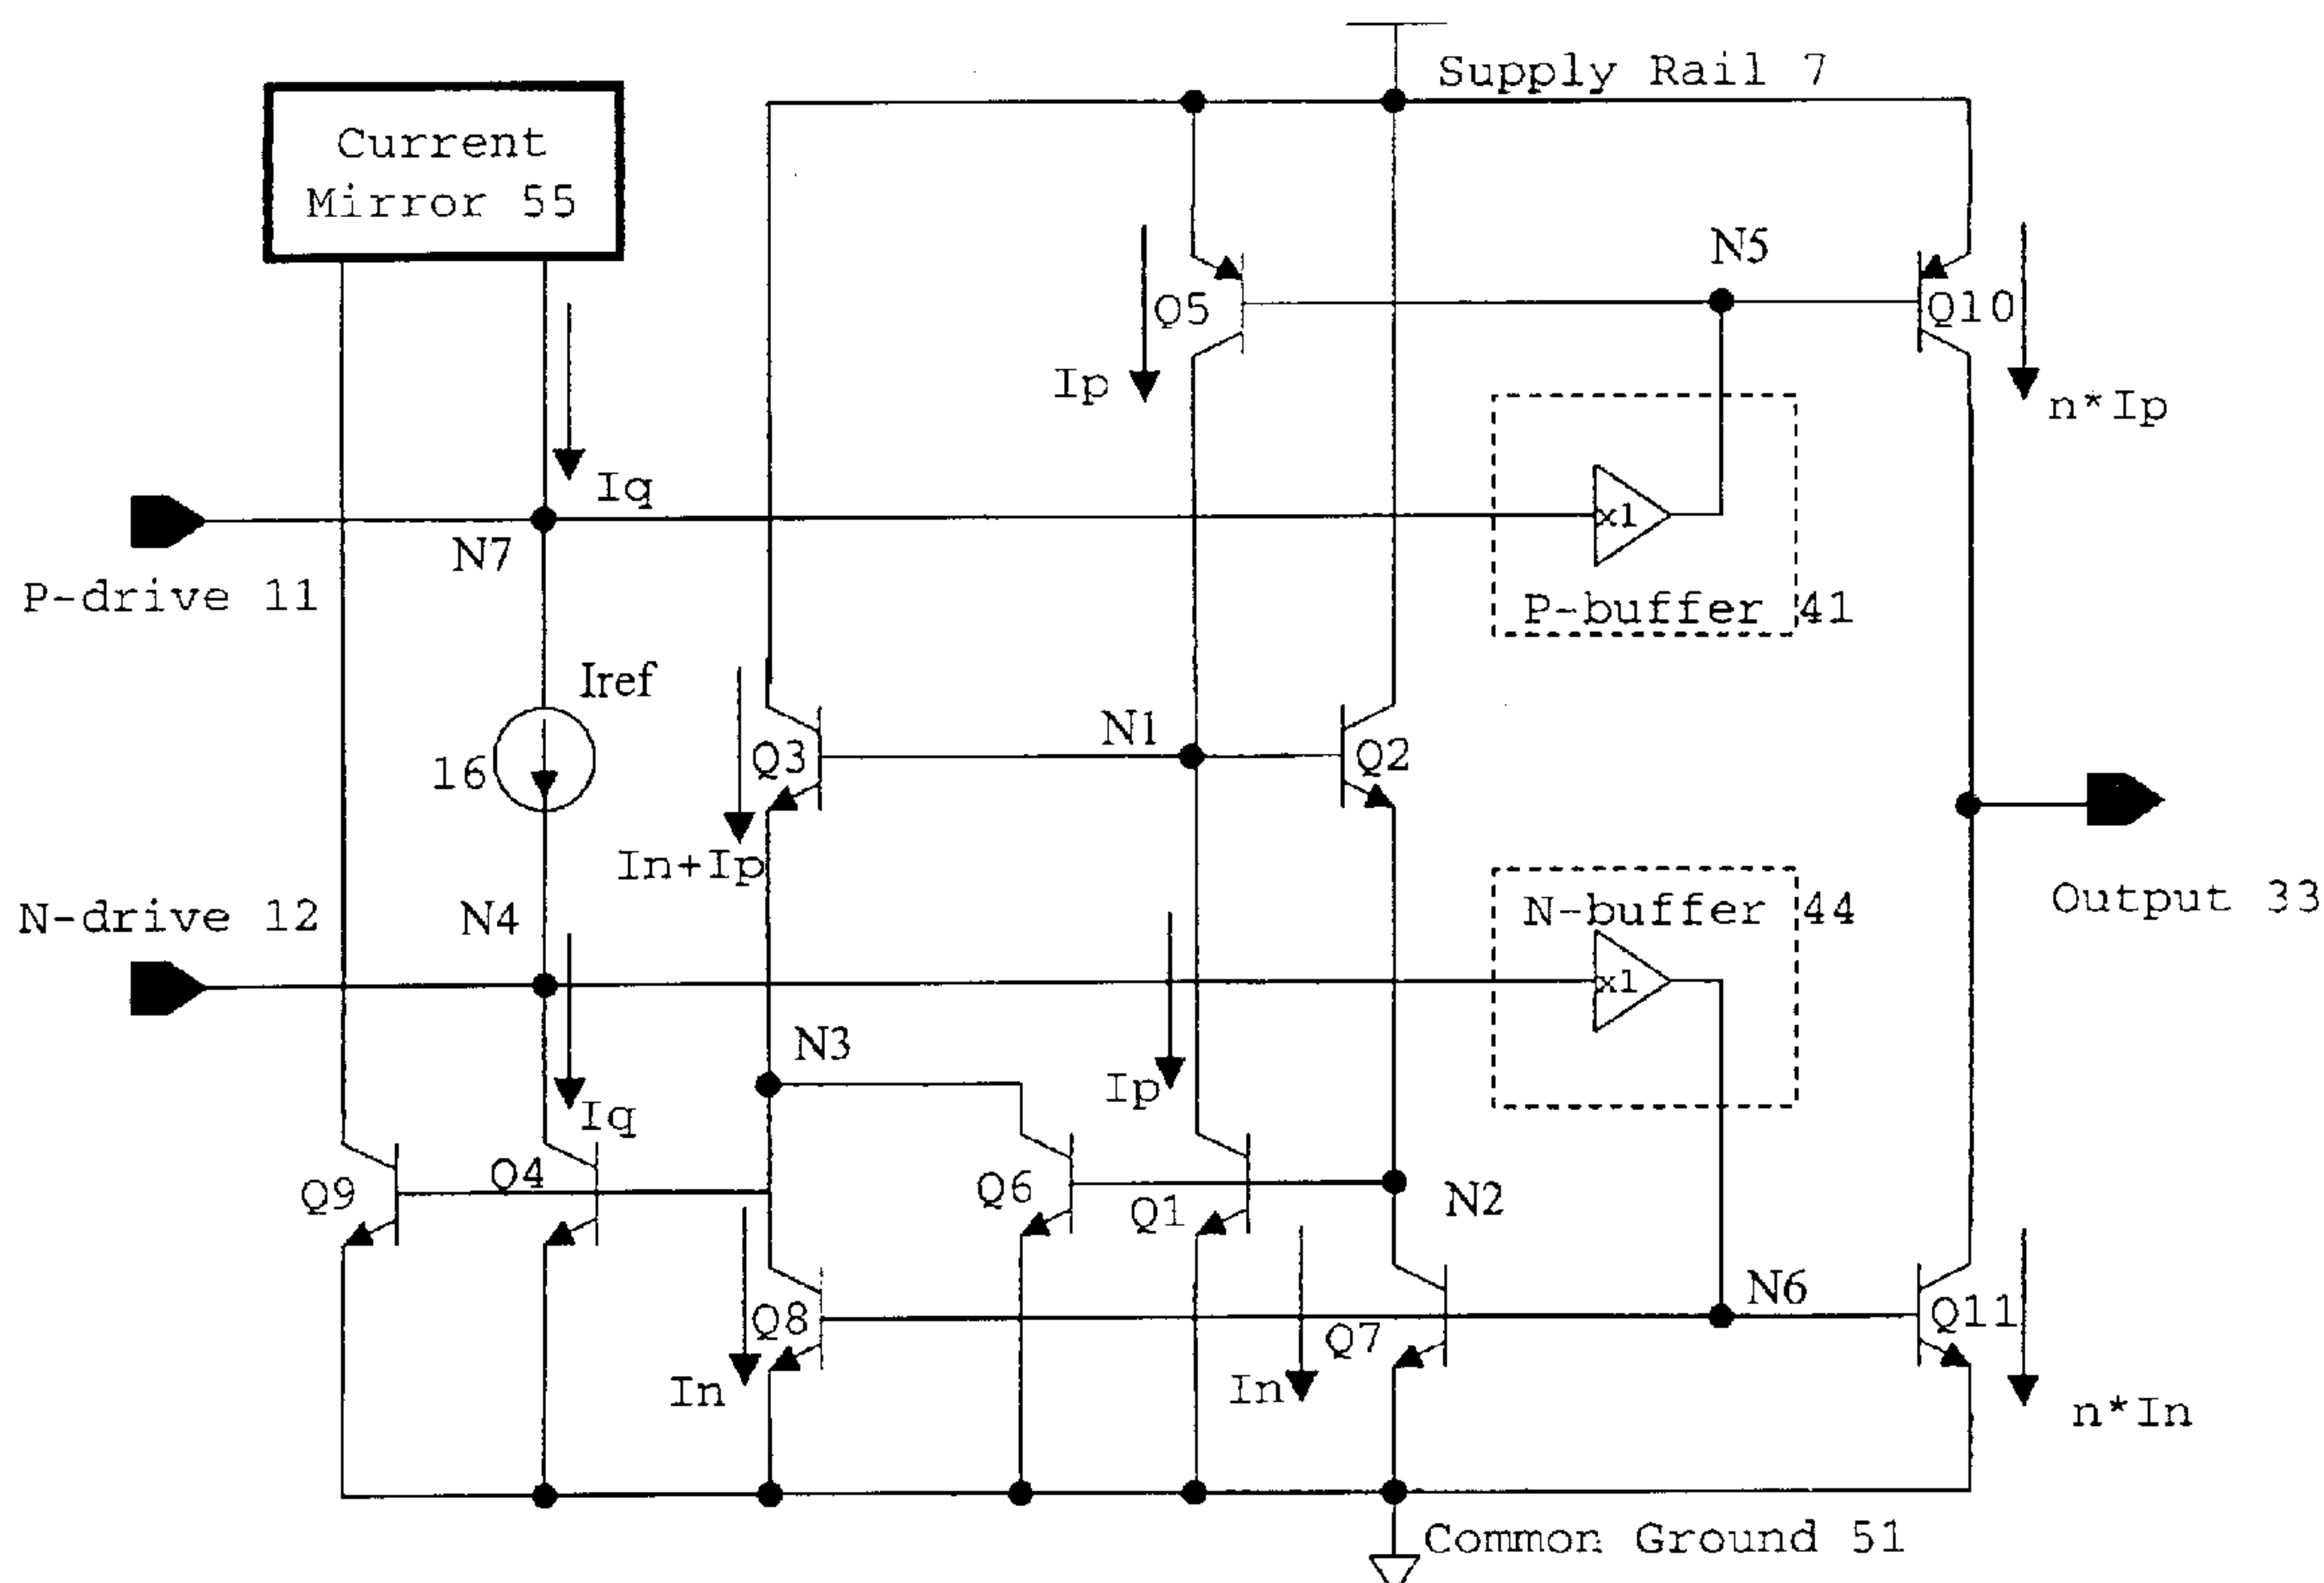 Supply Rail 7
Current
Mirror 55
N5
Q5
Q10
Ip
n*Ip
Iq
x1
N7
P-drive 11
P-buffer 41
Iref
N1
16
Q3
Q2
In+Ip
N-drive 12
N4
N-buffer 44
Output 33
x1
N3
Ip
Iq
Q9
Q4
Q6
Q1
N2
N6
Q8
Q7
Q11
In
In
n*In
Common Ground 51